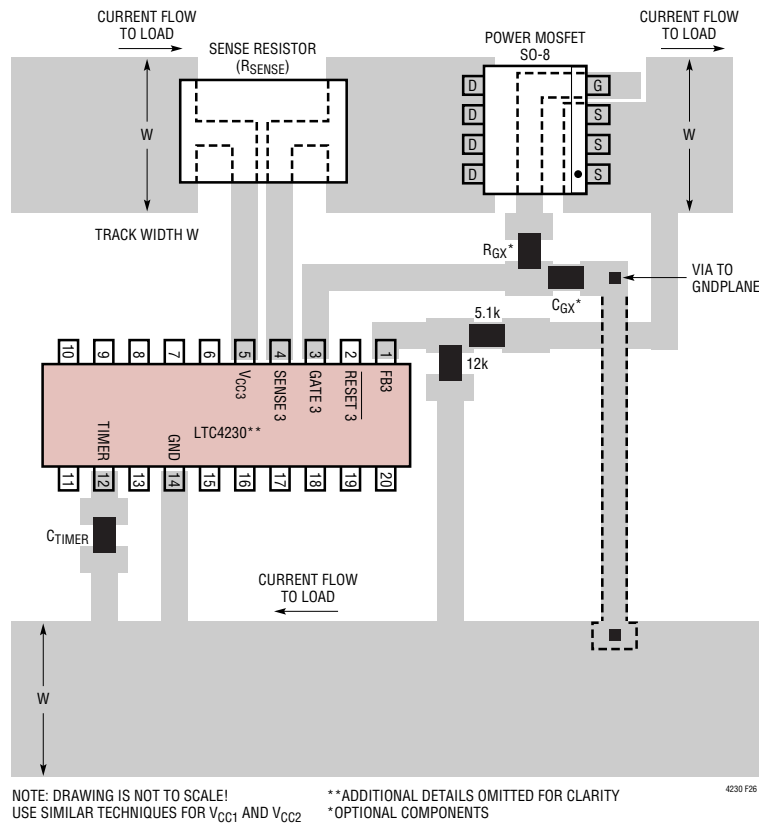 CURRENT FLOW
TO LOAD
SENSE RESISTOR
(RSENSE)
POWER MOSFET
SO-8
CURRENT FLOW
TO LOAD
D
G
D
S
W
W
D
S
D
S
TRACK WIDTH W
RGX*
VIA TO
GNDPLANE
CGX*
5.1k
10
9
8
7
6
5
4
3
2
1
12k
VCC3
SENSE 3
GATE 3
RESET 3
FB3
LTC4230**
TIMER
GND
11
12
13
14
15
16
17
18
19
20
CTIMER
CURRENT FLOW
TO LOAD
W
NOTE: DRAWING IS NOT TO SCALE!
USE SIMILAR TECHNIQUES FOR VCC1 AND VCC2
**ADDITIONAL DETAILS OMITTED FOR CLARITY
*OPTIONAL COMPONENTS
4230 F26